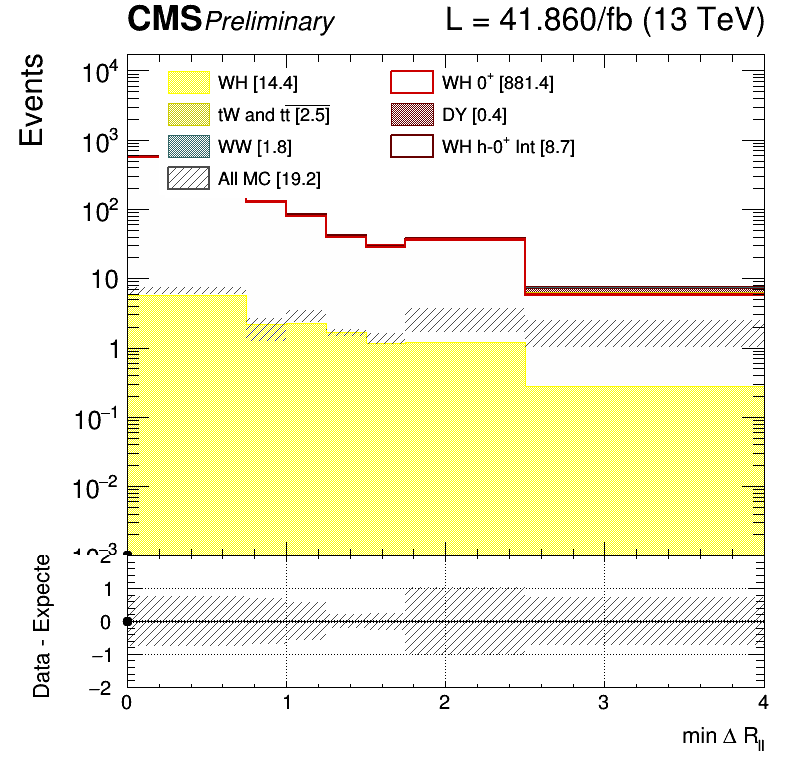 CMS Preliminary L = 41.860/fb (13 TeV)
Events
10⁴
10³
10²
10
1
10⁻¹
10⁻²
10⁻³
WH [14.4]
WH 0⁺ [881.4]
tW and tt̅ [2.5]
DY [0.4]
WW [1.8]
WH h-0⁺ Int [8.7]
All MC [19.2]
Data - Expecte
2
1
0
−1
−2
0 1 2 3 4
min Δ R_ll